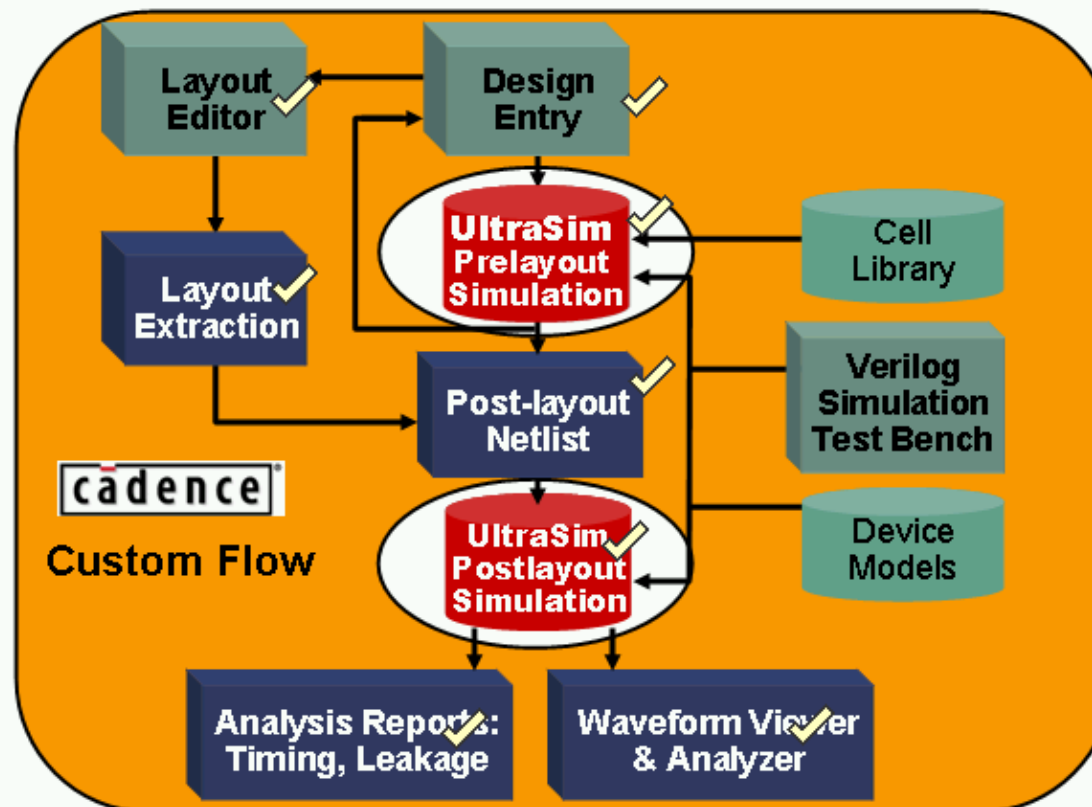 Layout
Editor
Design
Entry
UltraSim
Prelayout
Simulation
Cell
Library
Layout
Extraction
Verilog
Simulation
Test Bench
Post-layout
Netlist
cādence®
Custom Flow
UltraSim
Postlayout
Simulation
Device
Models
Analysis Reports:
Timing, Leakage
Waveform Viewer
& Analyzer